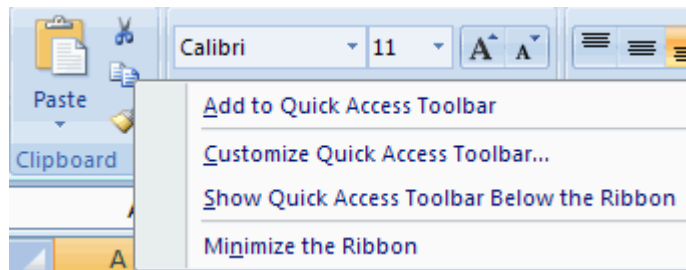 Calibri 11 A A
Paste
Add to Quick Access Toolbar
Clipboard
Customize Quick Access Toolbar...
Show Quick Access Toolbar Below the Ribbon
Minimize the Ribbon
A